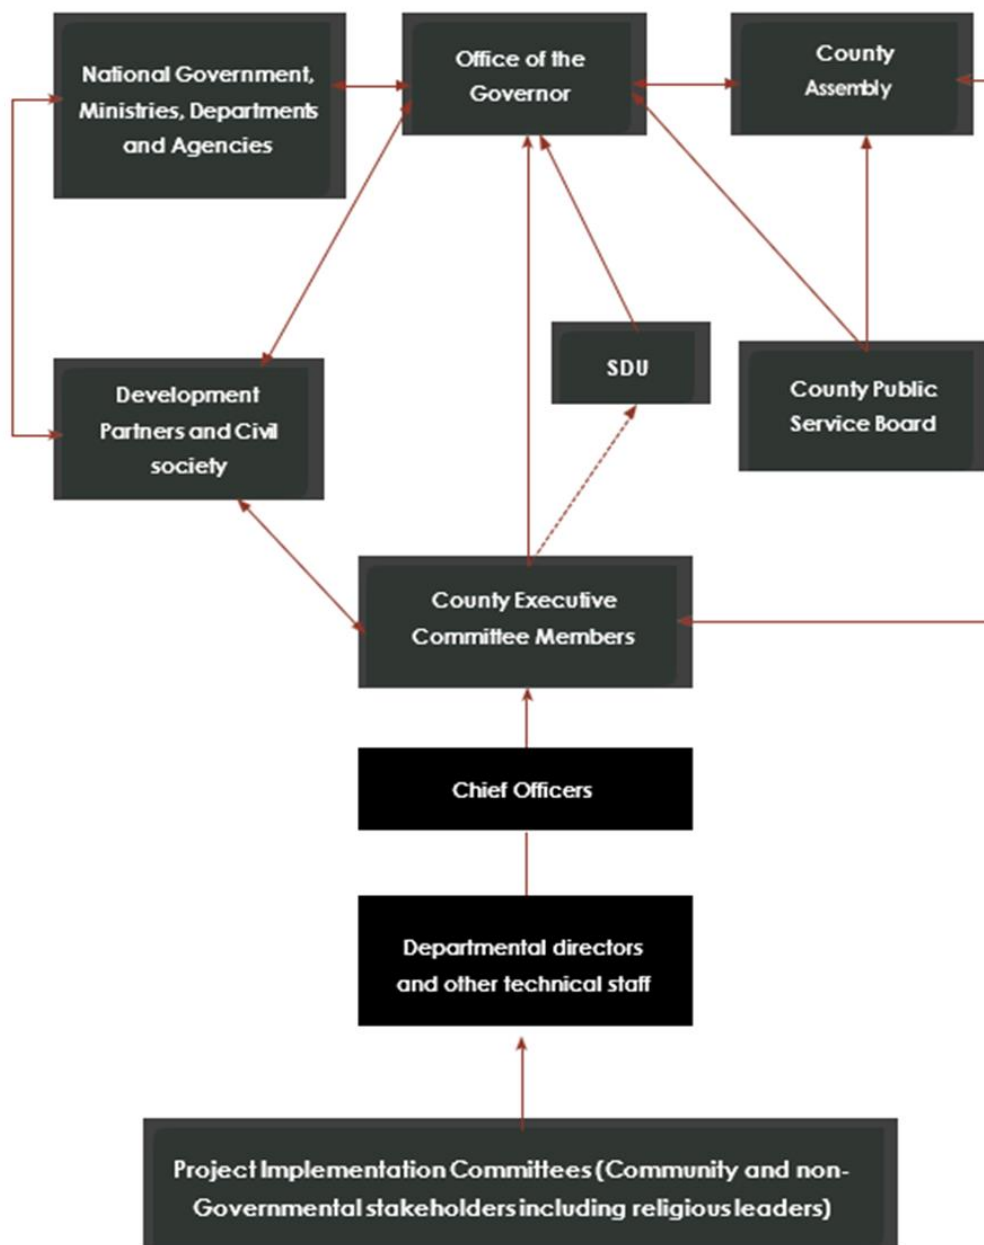 National Government,
Ministries, Departments
and Agencies
Office of the
Governor
County
Assembly
Development
Partners and Civil
society
SDU
County Public
Service Board
County Executive
Committee Members
Chief Officers
Departmental directors
and other technical staff
Project Implementation Committees (Community and non-
Governmental stakeholders including religious leaders)